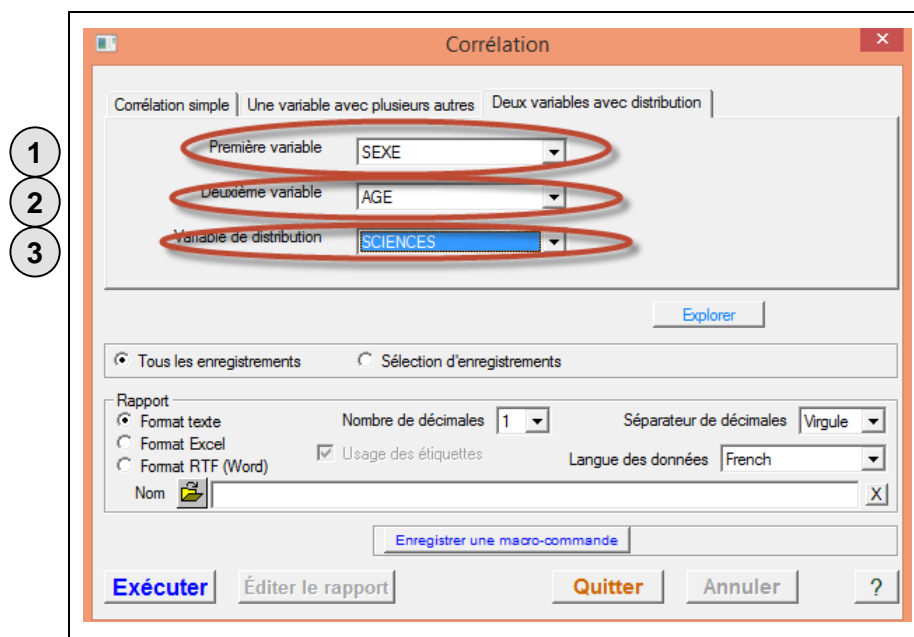 Corrélation
Corrélation simple Une variable avec plusieurs autres Deux variables avec distribution
1 Première variable SEXE
2 Deuxième variable AGE
3 Variable de distribution SCIENCES
Explorer
Tous les enregistrements Sélection d'enregistrements
Rapport
Format texte Nombre de décimales 1 Séparateur de décimales Virgule
Format Excel Usage des étiquettes
Format RTF (Word) Langue des données French
Nom X
Enregistrer une macro-commande
Exécuter Éditer le rapport Quitter Annuler ?